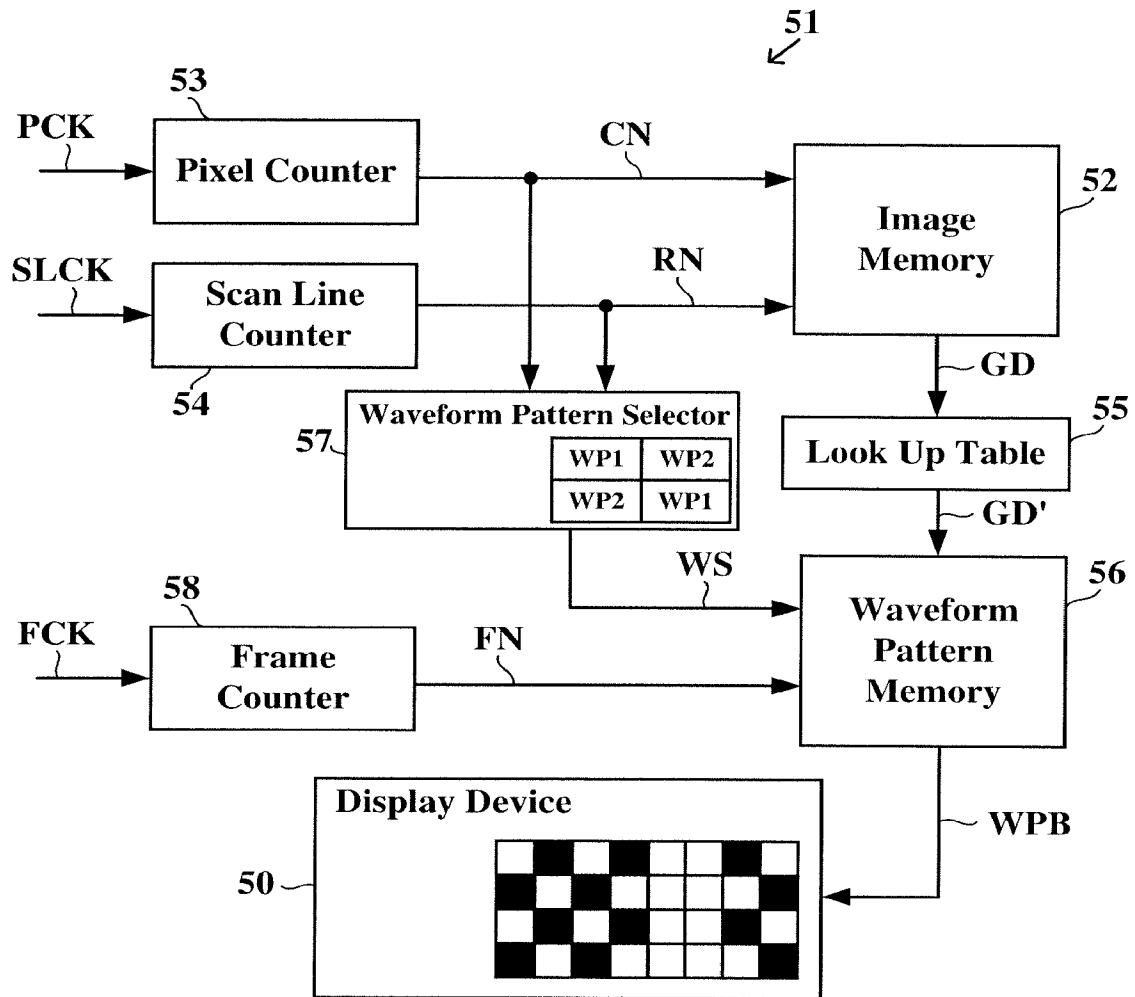 51
53
PCK
Pixel Counter
CN
52
Image
Memory
SLCK
Scan Line
Counter
RN
54
GD
Waveform Pattern Selector
57
WP1 WP2
WP2 WP1
55
Look Up Table
GD'
WS
56
Waveform
Pattern
Memory
58
FCK
Frame
Counter
FN
Display Device
WPB
50